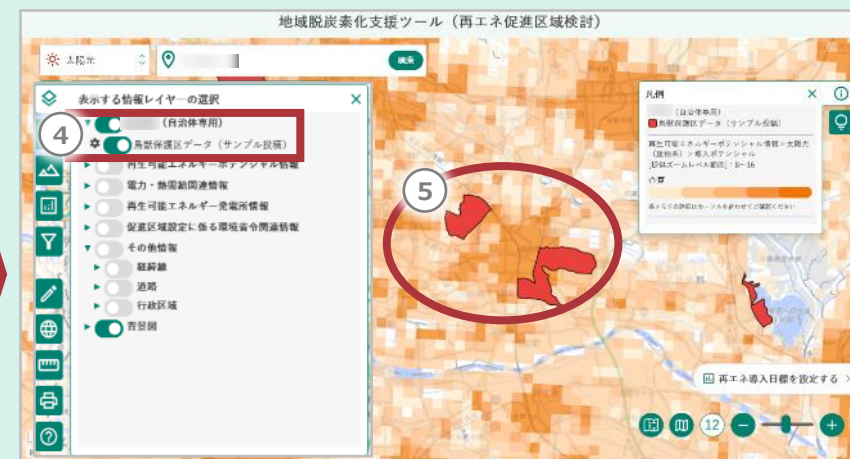 地域脱炭素化支援ツール（再エネ促進区域検討）
太陽光
検索
表示する情報レイヤーの選択
④
（自治体専用）
鳥獣保護区データ（サンプル投稿）
再生可能エネルギーポテンシャル情報
電力・熱需給関連情報
再生可能エネルギー発電所情報
促進区域設定に係る環境省令関連情報
その他情報
経緯線
道路
行政区域
背景図
⑤
凡例
（自治体専用）
鳥獣保護区データ（サンプル投稿）
再生可能エネルギーポテンシャル情報＞太陽光
（建物系）＞導入ポテンシャル
[提供ズームレベル範囲]：8－16
合算
各メモリの詳細はカーソルを合わせてご確認ください
再エネ導入目標を設定する
12